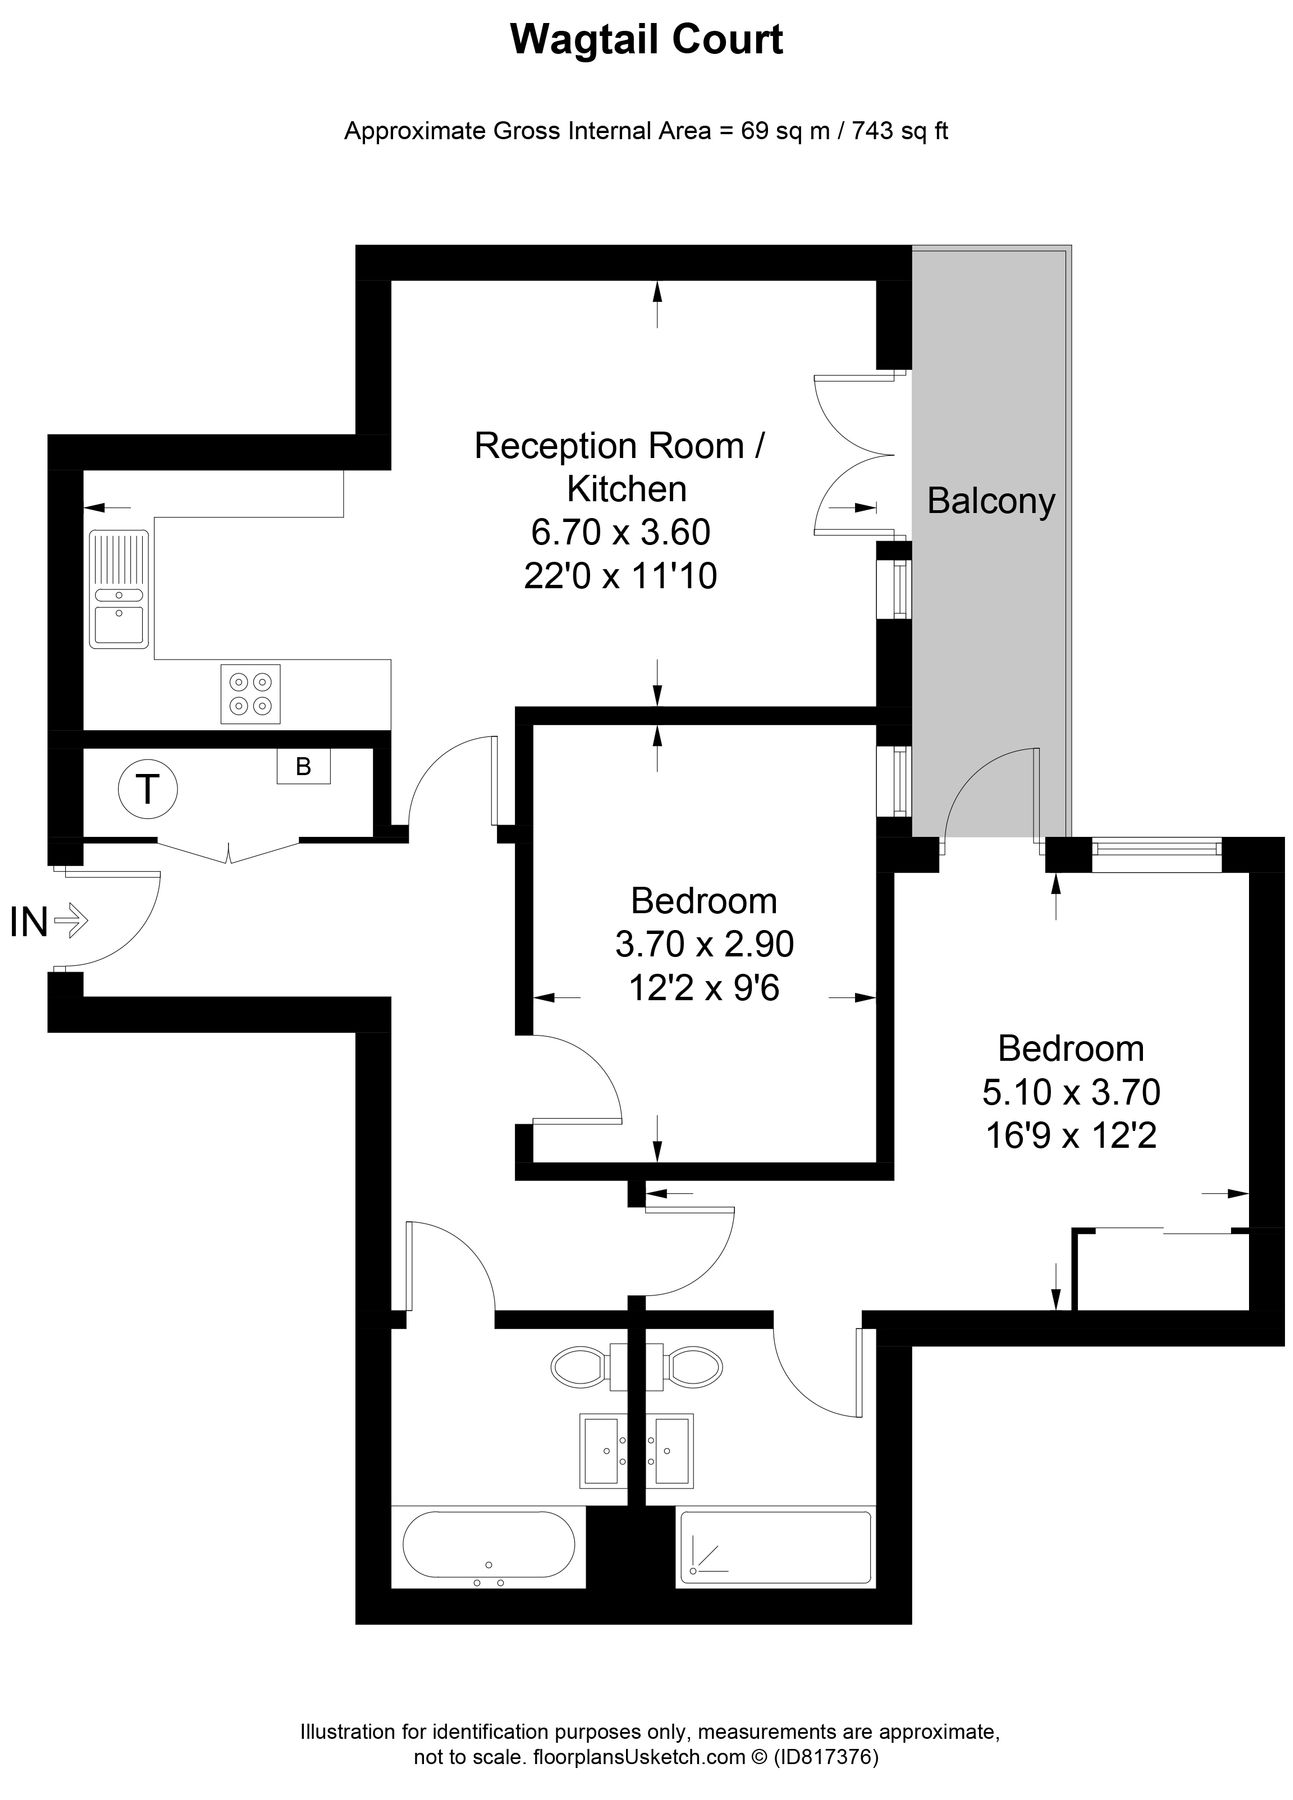 Wagtail Court
Approximate Gross Internal Area = 69 sq m / 743 sq ft
Reception Room /
Kitchen
6.70 x 3.60
22'0 x 11'10
Balcony
T
B
IN
Bedroom
3.70 x 2.90
12'2 x 9'6
Bedroom
5.10 x 3.70
16'9 x 12'2
Illustration for identification purposes only, measurements are approximate,
not to scale. floorplansUsketch.com © (ID817376)